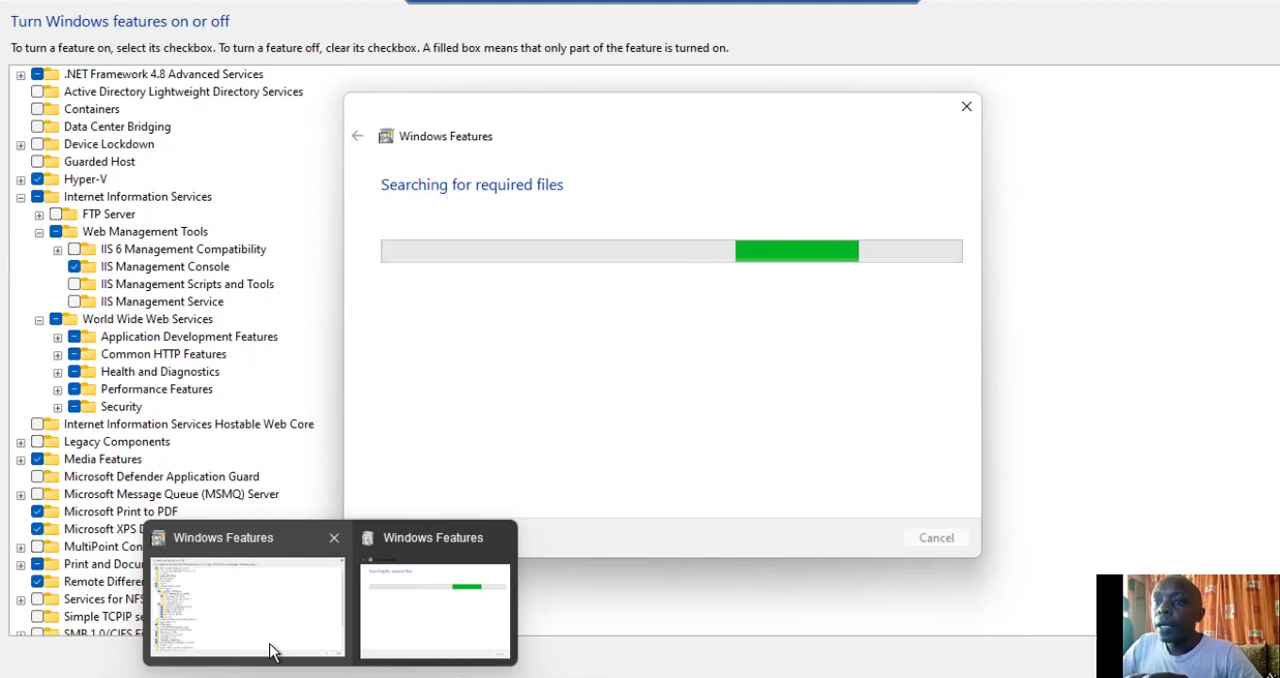 Turn Windows features on or off
To turn a feature on, select its checkbox. To turn a feature off, clear its checkbox. A filled box means that only part of the feature is turned on.
.NET Framework 4.8 Advanced Services
Active Directory Lightweight Directory Services
Containers
Data Center Bridging
Device Lockdown
Guarded Host
Hyper-V
Internet Information Services
FTP Server
Web Management Tools
IIS 6 Management Compatibility
IIS Management Console
IIS Management Scripts and Tools
IIS Management Service
World Wide Web Services
Application Development Features
Common HTTP Features
Health and Diagnostics
Performance Features
Security
Internet Information Services Hostable Web Core
Legacy Components
Media Features
Microsoft Defender Application Guard
Microsoft Message Queue (MSMQ) Server
Microsoft Print to PDF
Microsoft XPS D
MultiPoint Con
Print and Docu
Remote Differe
Services for NFS
Simple TCPIP se
SMB 1.0/CIFS Fi
Windows Features
Searching for required files
Cancel
Windows Features
Windows Features
Searching for required files